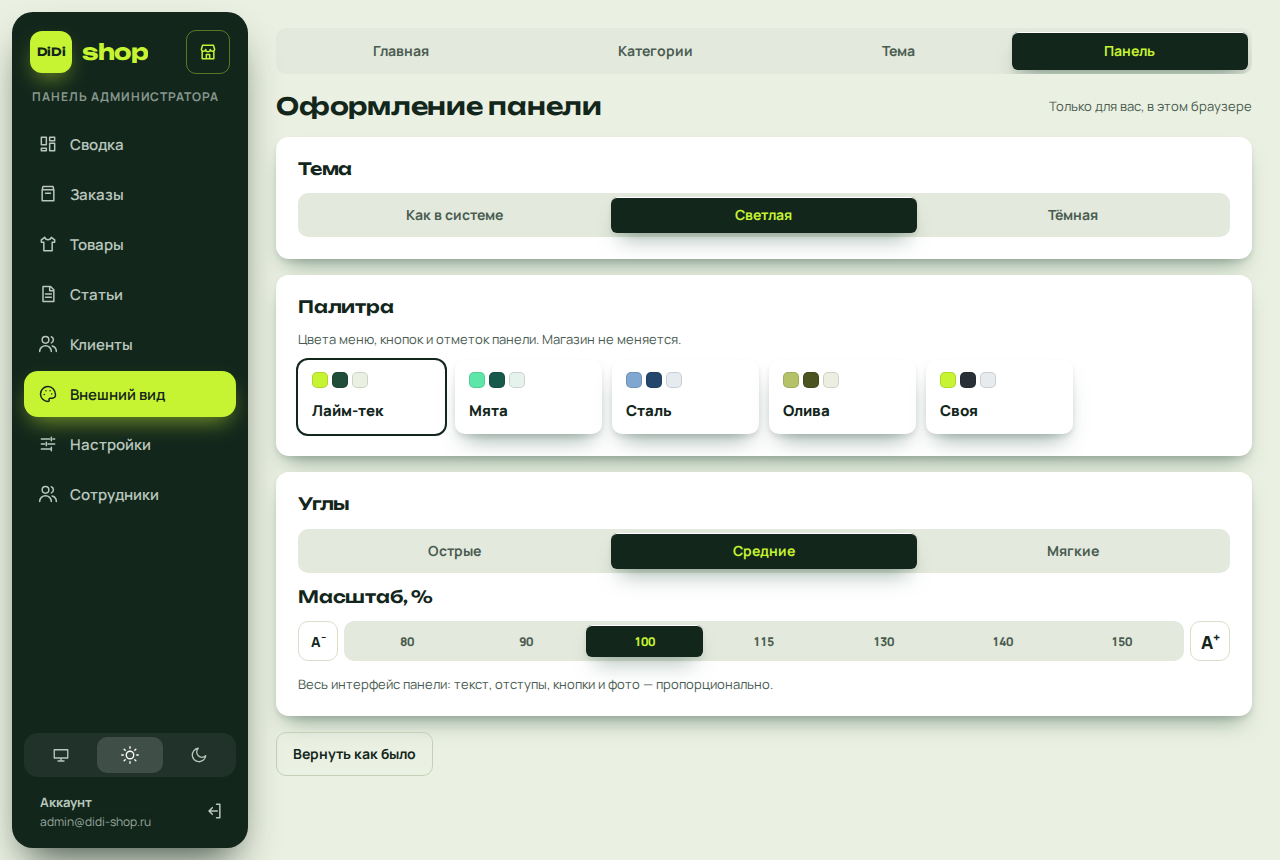 DiDi shop
ПАНЕЛЬ АДМИНИСТРАТОРА
Сводка
Заказы
Товары
Статьи
Клиенты
Внешний вид
Настройки
Сотрудники
Аккаунт
admin@didi-shop.ru
Главная Категории Тема Панель
Оформление панели Только для вас, в этом браузере
Тема
Как в системе Светлая Тёмная
Палитра
Цвета меню, кнопок и отметок панели. Магазин не меняется.
Лайм-тек Мята Сталь Олива Своя
Углы
Острые Средние Мягкие
Масштаб, %
A⁻ 80 90 100 115 130 140 150 A⁺
Весь интерфейс панели: текст, отступы, кнопки и фото — пропорционально.
Вернуть как было